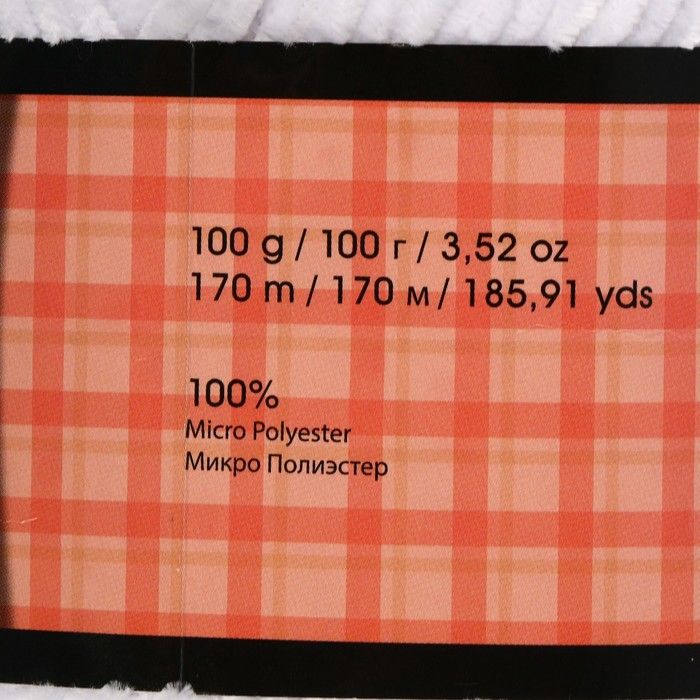 100 g / 100 г / 3,52 oz
170 m / 170 м / 185,91 yds
100%
Micro Polyester
Микро Полиэстер